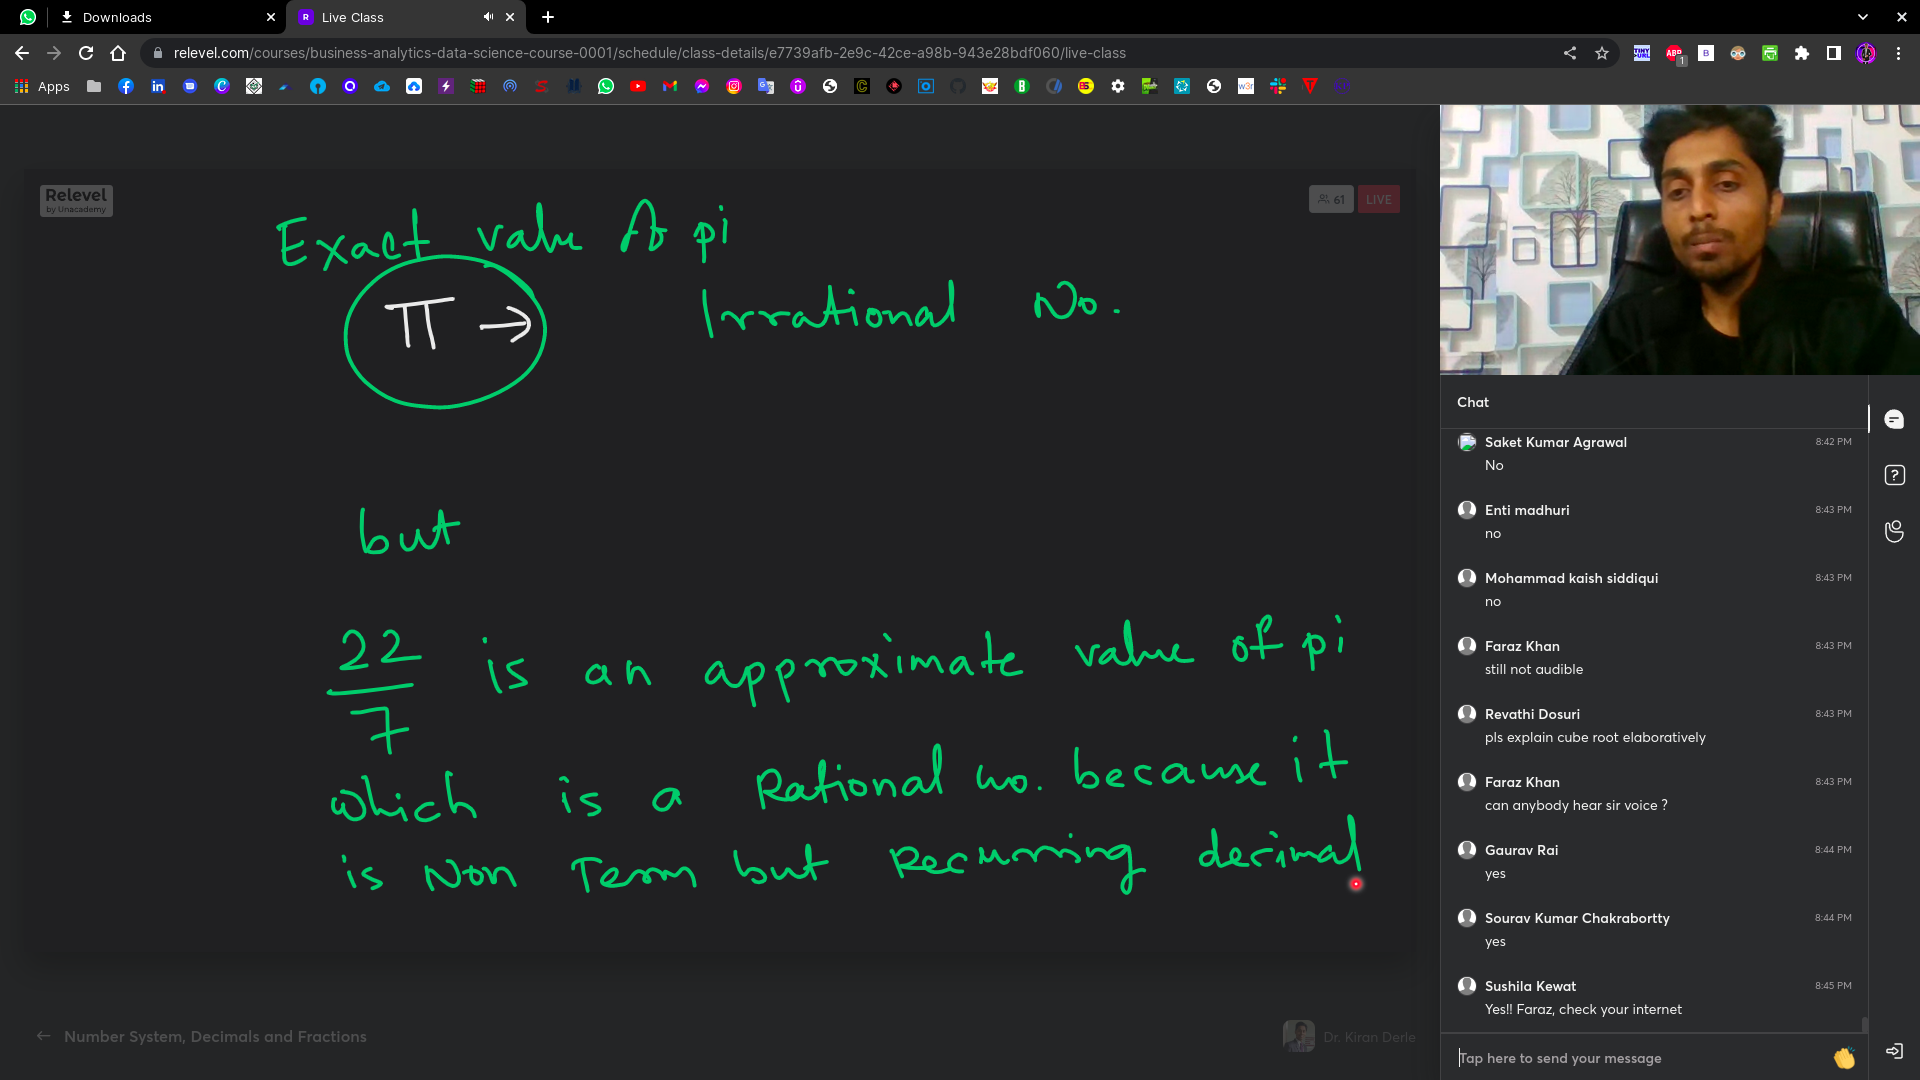 Downloads
Live Class
relevel.com/courses/business-analytics-data-science-course-0001/schedule/class-details/e7739afb-2e9c-42ce-a98b-943e28bdf060/live-class
Apps
Relevel
by Unacademy
61 LIVE
Exact value of pi
π → Irrational No.
but
22/7 is an approximate value of pi
which is a Rational no. because it
is Non Term but Recurring decimal
Number System, Decimals and Fractions
Dr. Kiran Derle
Chat
Saket Kumar Agrawal 8:42 PM
No
Enti madhuri 8:43 PM
no
Mohammad kaish siddiqui 8:43 PM
no
Faraz Khan 8:43 PM
still not audible
Revathi Dosuri 8:43 PM
pls explain cube root elaboratively
Faraz Khan 8:43 PM
can anybody hear sir voice ?
Gaurav Rai 8:44 PM
yes
Sourav Kumar Chakrabortty 8:44 PM
yes
Sushila Kewat 8:45 PM
Yes!! Faraz, check your internet
Tap here to send your message